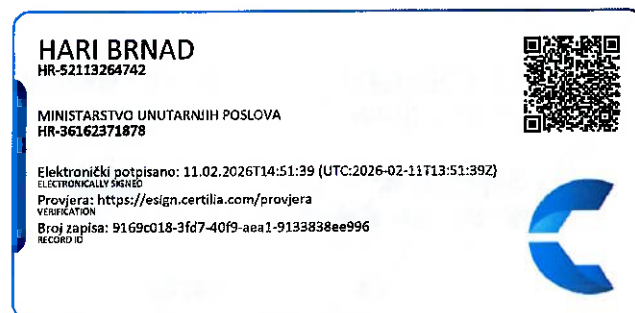 HARI BRNAD
HR-52113264742
MINISTARSTVO UNUTARNJIH POSLOVA
HR-36162371878
Elektronički potpisano: 11.02.2026T14:51:39 (UTC:2026-02-11T13:51:39Z)
ELECTRONICALLY SIGNED
Provjera: https://esign.certilia.com/provjera
VERIFICATION
Broj zapisa: 9169c018-3fd7-40f9-aea1-9133838ee996
RECORD ID